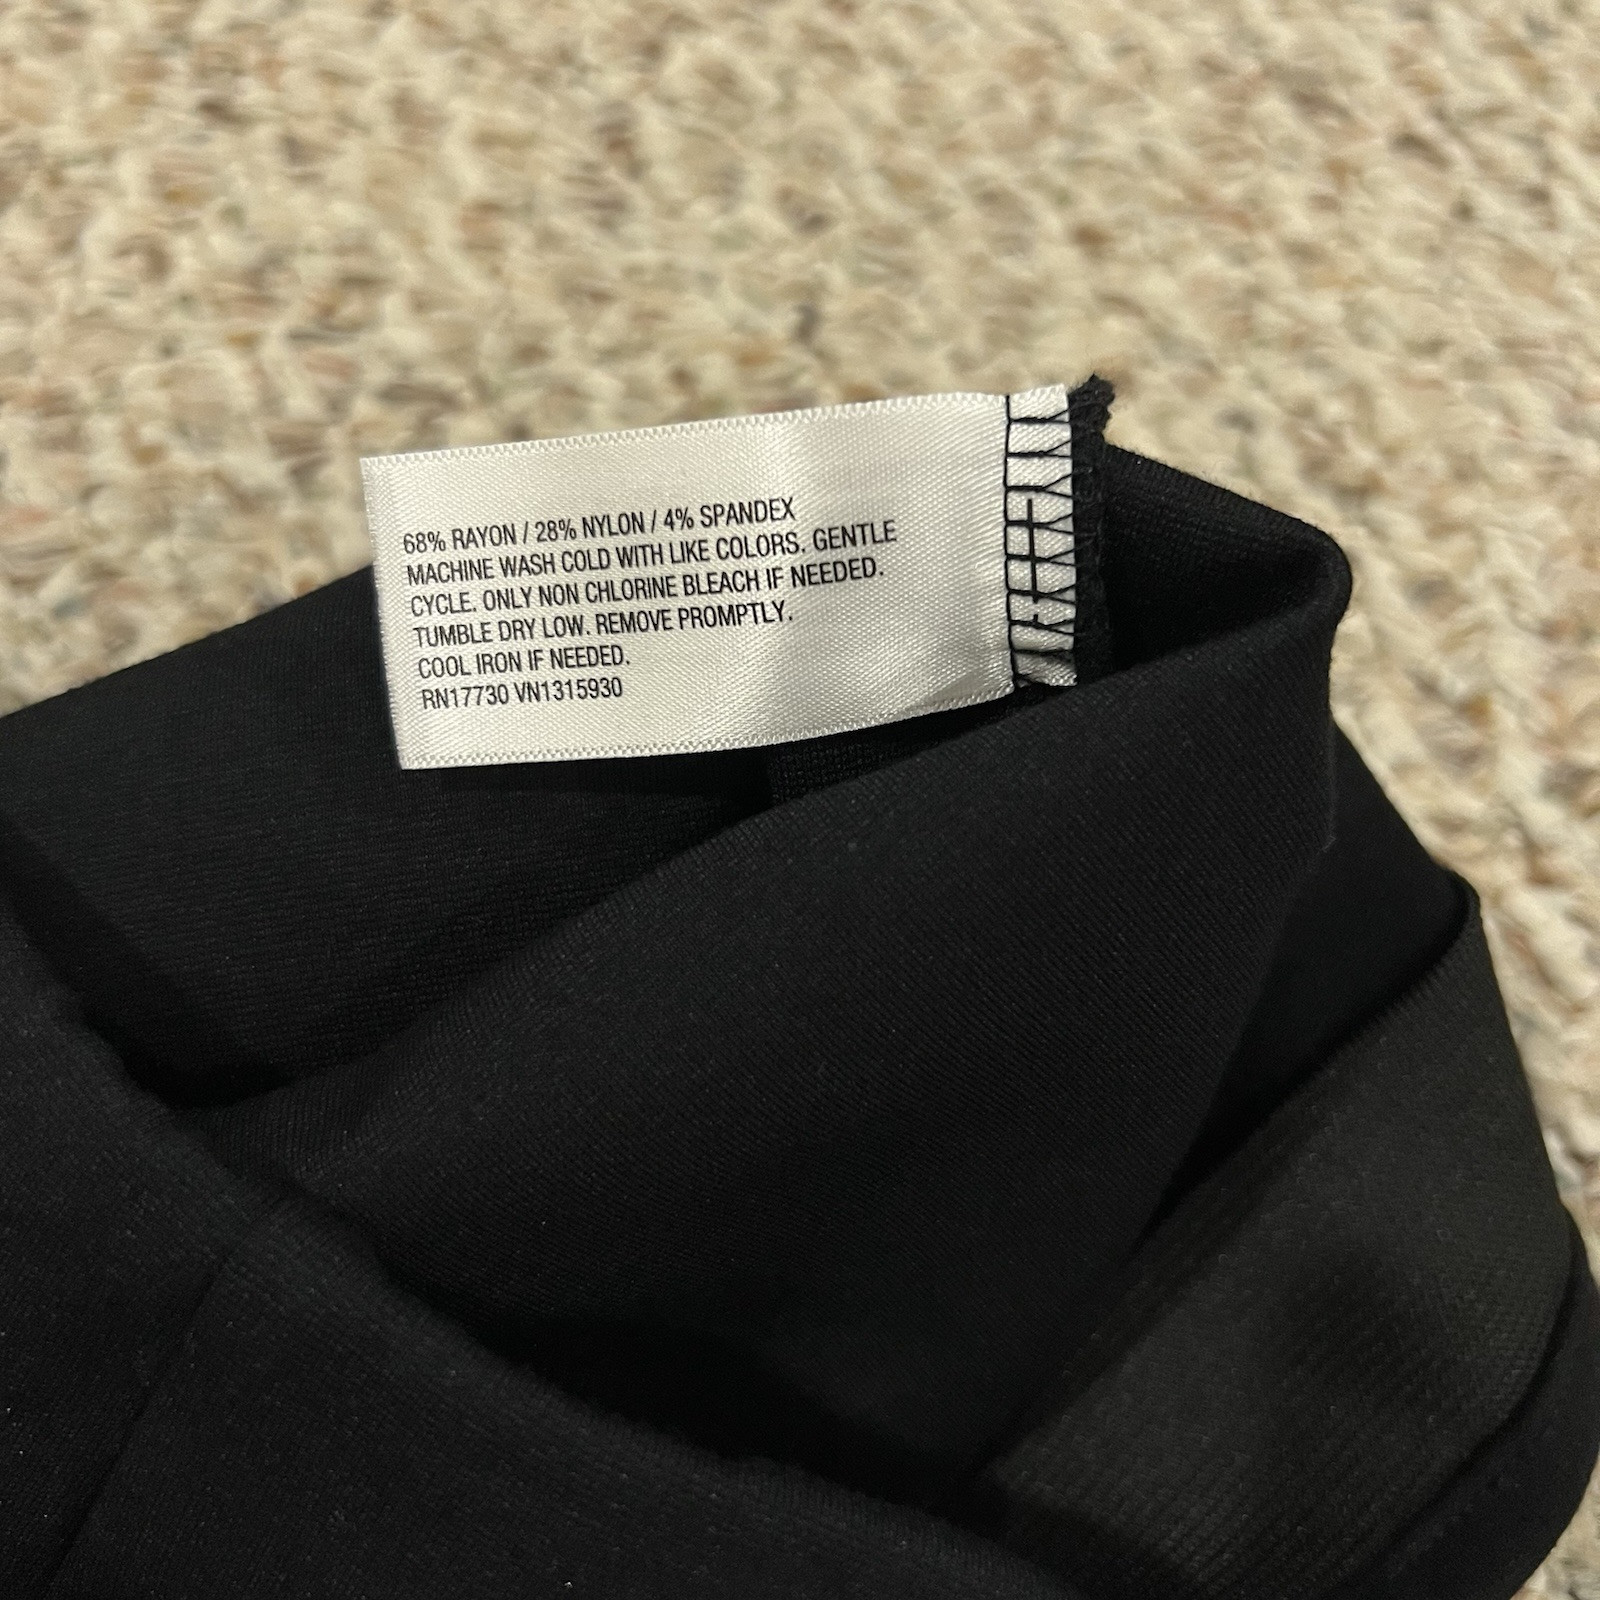 68% RAYON / 28% NYLON / 4% SPANDEX
MACHINE WASH COLD WITH LIKE COLORS. GENTLE
CYCLE. ONLY NON CHLORINE BLEACH IF NEEDED.
TUMBLE DRY LOW. REMOVE PROMPTLY.
COOL IRON IF NEEDED.
RN17730 VN1315930